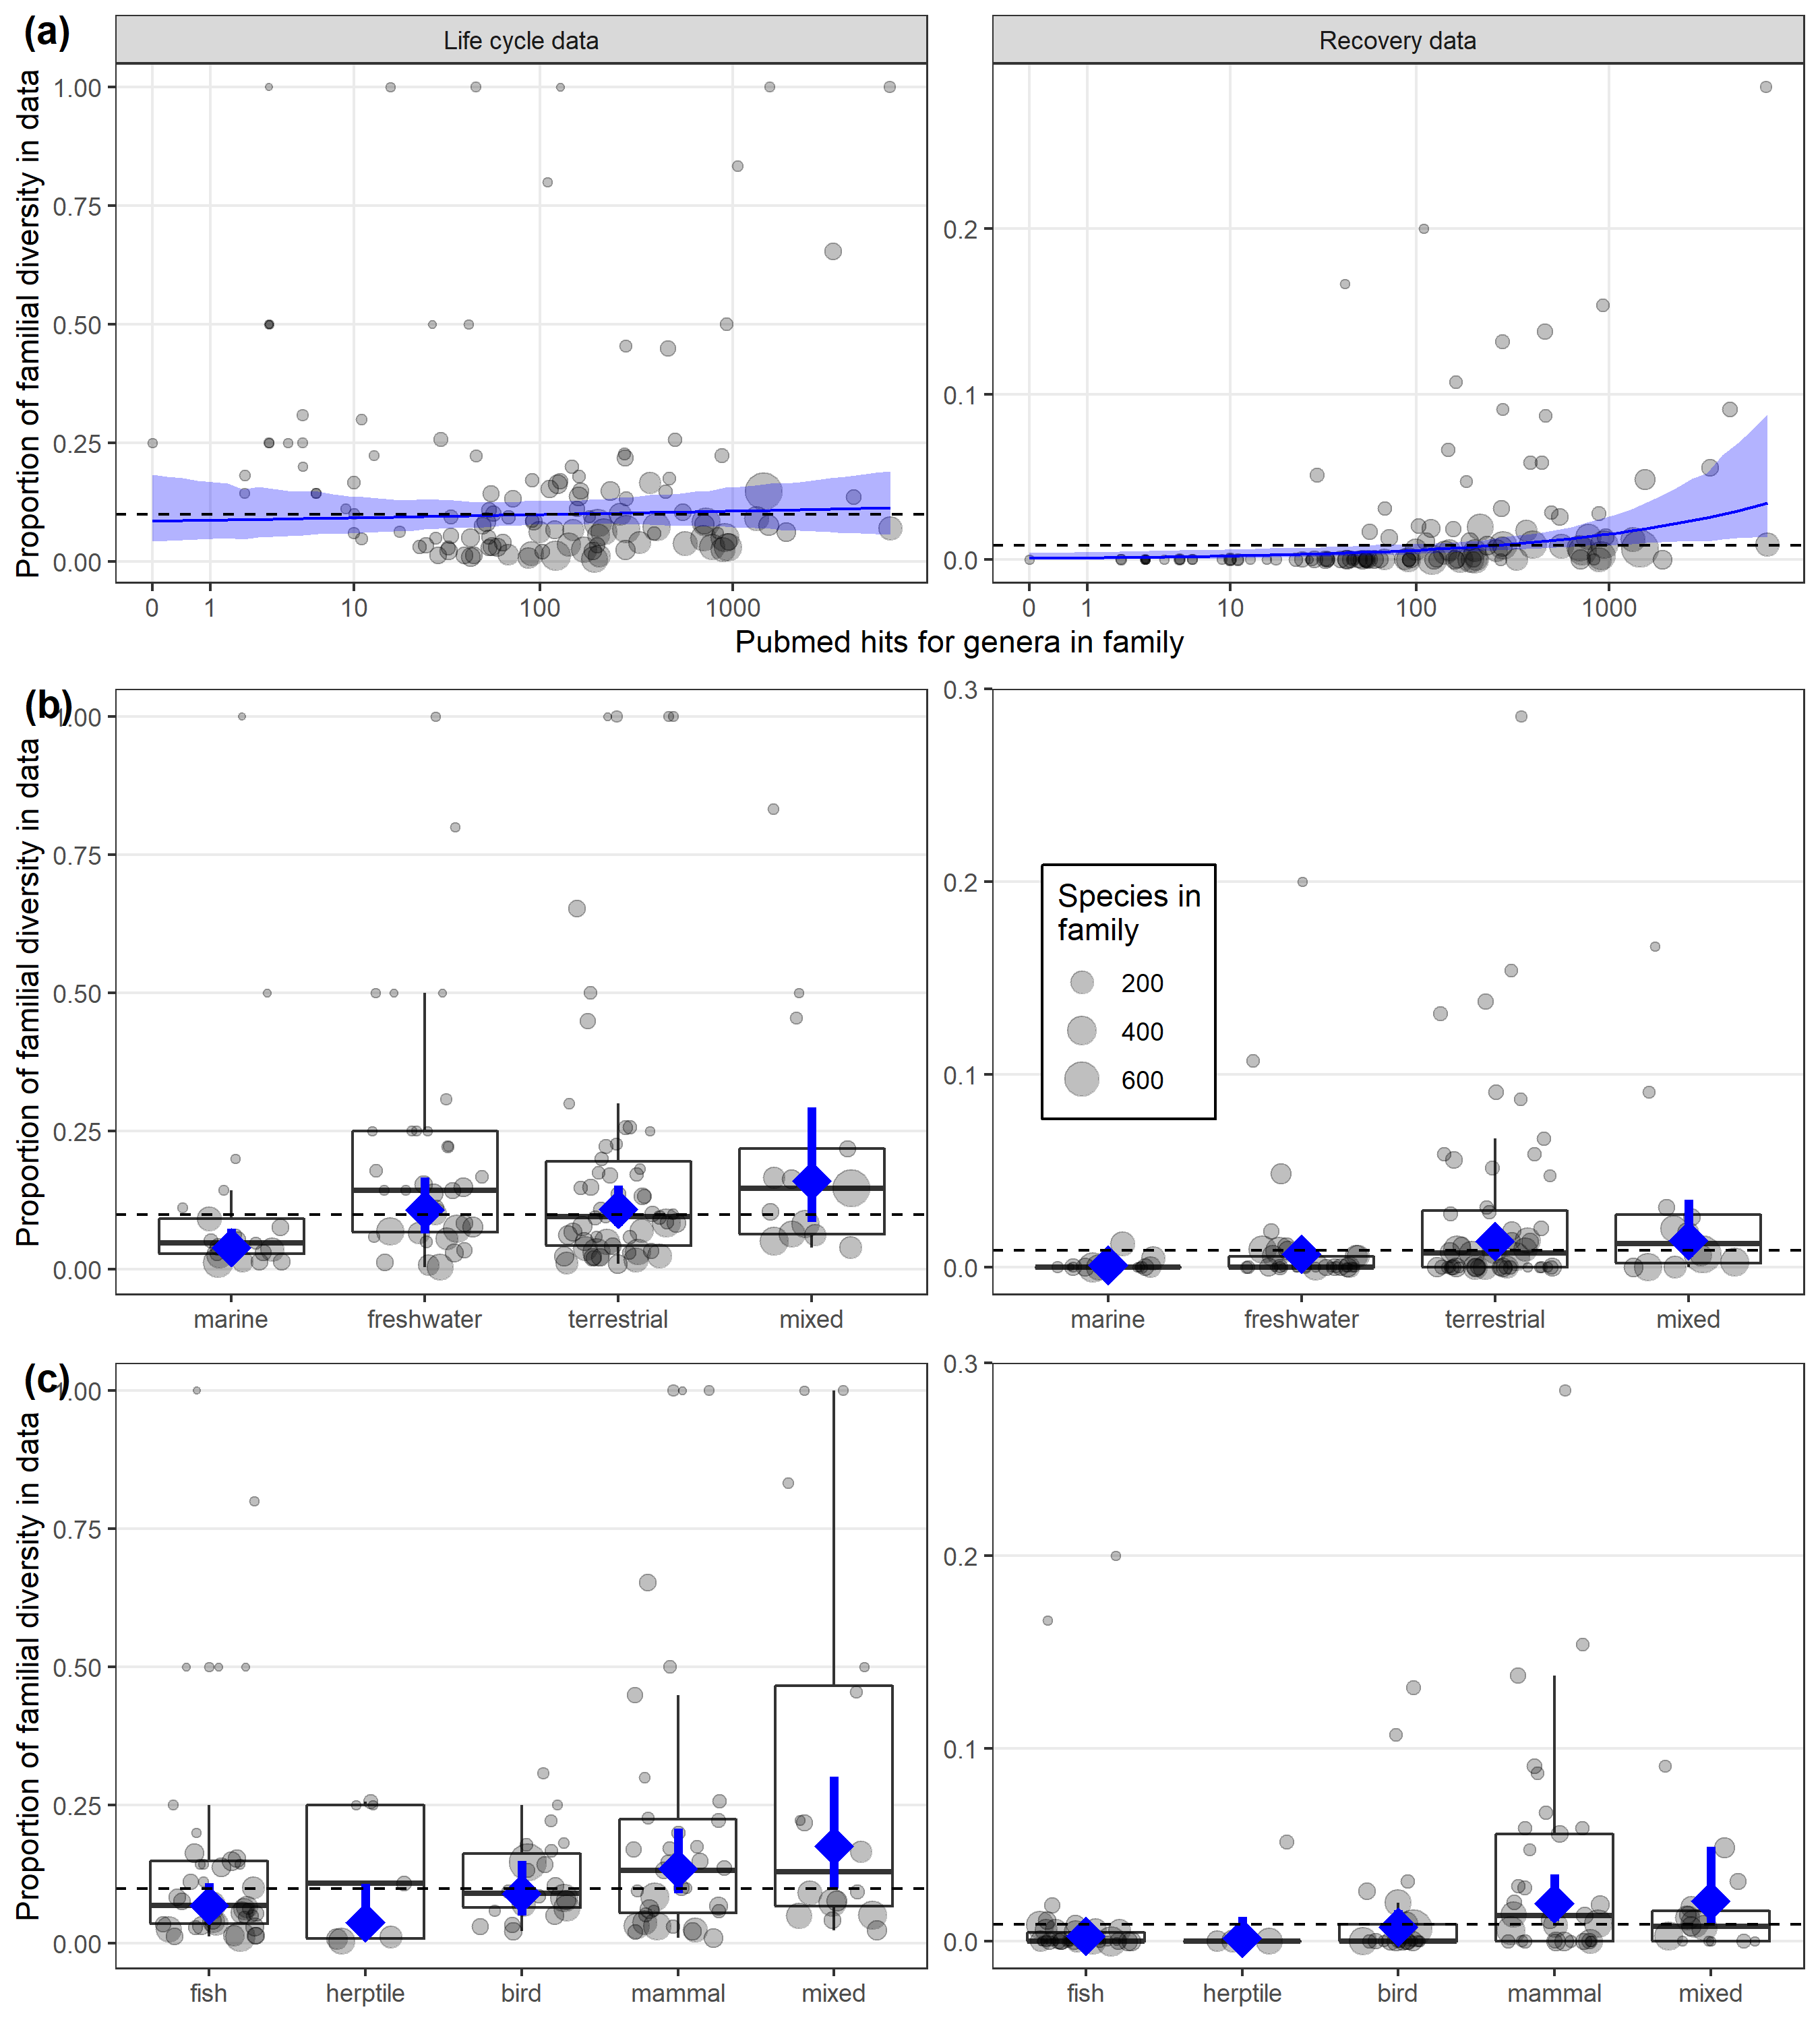 (a)
Life cycle data
Recovery data
Proportion of familial diversity in data
1.00
0.75
0.50
0.25
0.00
0.2
0.1
0.0
0 1 10 100 1000
0 1 10 100 1000
Pubmed hits for genera in family
(b)
Proportion of familial diversity in data
.00
0.75
0.50
0.25
0.00
0.3
0.2
0.1
0.0
Species in
family
200
400
600
marine freshwater terrestrial mixed
marine freshwater terrestrial mixed
(c)
Proportion of familial diversity in data
.00
0.75
0.50
0.25
0.00
0.3
0.2
0.1
0.0
fish herptile bird mammal mixed
fish herptile bird mammal mixed